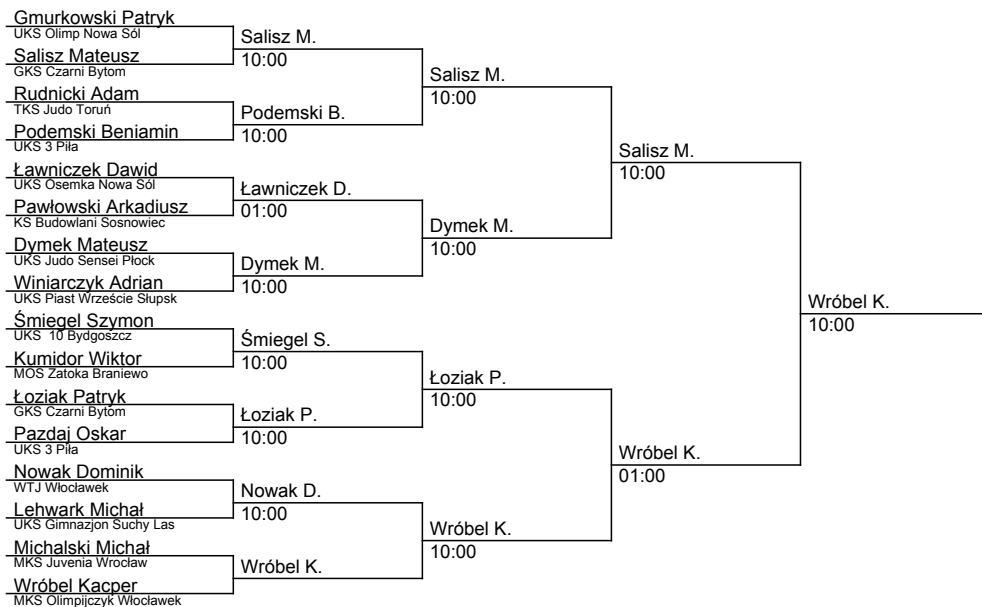 Gmurkowski Patryk
UKS Olimp Nowa Sól
Salisz Mateusz
GKS Czarni Bytom
Rudnicki Adam
TKS Judo Toruń
Podemski Beniamin
UKS 3 Piła
Ławniczek Dawid
UKS Osemka Nowa Sól
Pawłowski Arkadiusz
KS Budowlani Sosnowiec
Dymek Mateusz
UKS Judo Sensei Płock
Winiarczyk Adrian
UKS Piast Wrzeście Słupsk
Śmiegel Szymon
UKS 10 Bydgoszcz
Kumidor Wiktor
MOS Zatoka Braniewo
Łoziak Patryk
GKS Czarni Bytom
Pazdaj Oskar
UKS 3 Piła
Nowak Dominik
WTJ Włocławek
Lehwark Michał
UKS Gimnazjon Suchy Las
Michalski Michał
MKS Juvenia Wrocław
Wróbel Kacper
MKS Olimpijczyk Włocławek
Salisz M.
10:00
Podemski B.
10:00
Ławniczek D.
01:00
Dymek M.
10:00
Śmiegel S.
10:00
Łoziak P.
10:00
Nowak D.
10:00
Wróbel K.
Salisz M.
10:00
Dymek M.
10:00
Łoziak P.
10:00
Wróbel K.
10:00
Salisz M.
10:00
Wróbel K.
01:00
Wróbel K.
10:00